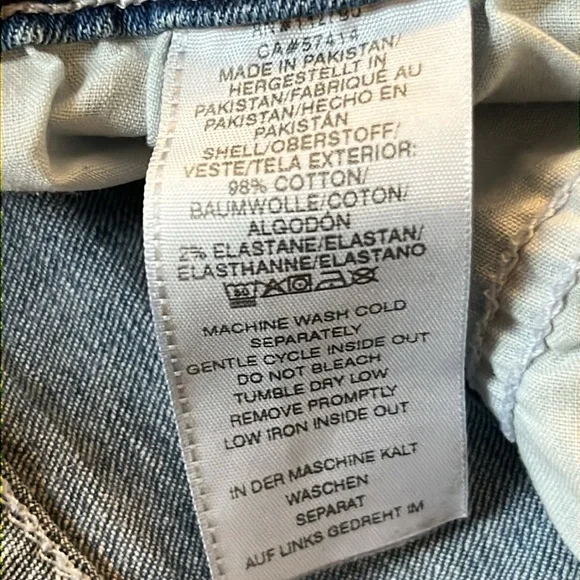 CA#57414
MADE IN PAKISTAN/
HERGESTELLT IN
PAKISTAN/FABRIQUÉ AU
PAKISTAN/HECHO EN
PAKISTÁN
SHELL/OBERSTOFF/
VESTE/TELA EXTERIOR:
98% COTTON/
BAUMWOLLE/COTON/
ALGODÓN
2% ELASTANE/ELASTAN/
ELASTHANNE/ELASTANO
MACHINE WASH COLD
SEPARATELY
GENTLE CYCLE INSIDE OUT
DO NOT BLEACH
TUMBLE DRY LOW
REMOVE PROMPTLY
LOW IRON INSIDE OUT
IN DER MASCHINE KALT
WASCHEN
SEPARAT
AUF LINKS GEDREHT IM